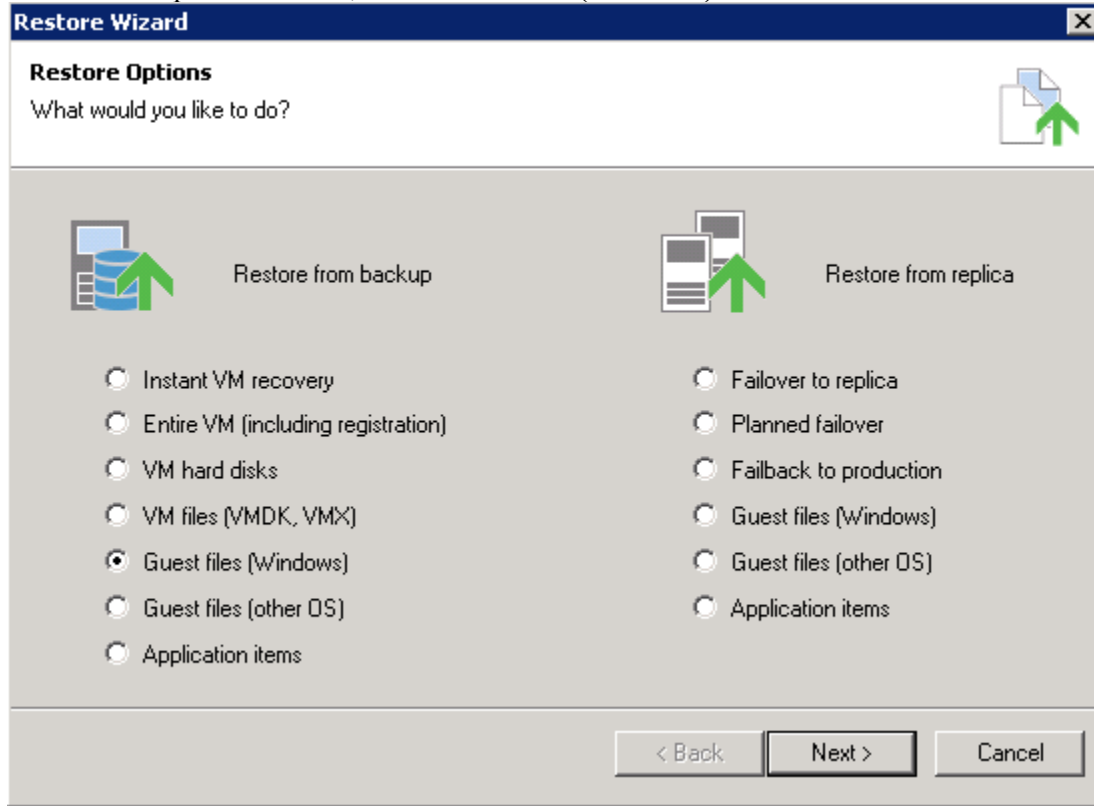 Restore Wizard
Restore Options
What would you like to do?
Restore from backup
Instant VM recovery
Entire VM (including registration)
VM hard disks
VM files (VMDK, VMX)
Guest files (Windows)
Guest files (other OS)
Application items
Restore from replica
Failover to replica
Planned failover
Failback to production
Guest files (Windows)
Guest files (other OS)
Application items
< Back
Next >
Cancel